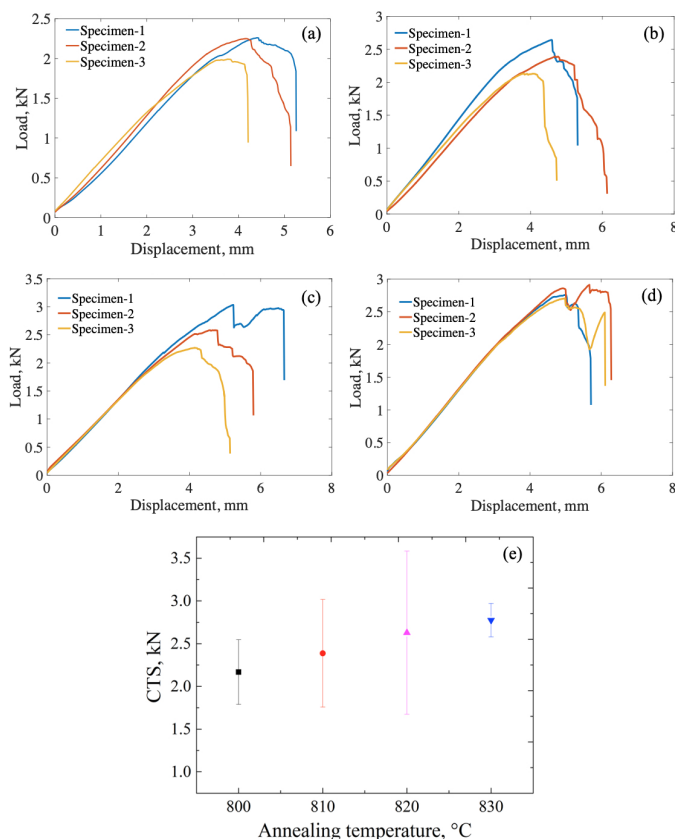 (a)
Specimen-1
Specimen-2
Specimen-3
Load, kN
2.5
2
1.5
1
0.5
0
0 1 2 3 4 5 6
Displacement, mm
(b)
Specimen-1
Specimen-2
Specimen-3
Load, kN
3
2.5
2
1.5
1
0.5
0
0 2 4 6 8
Displacement, mm
(c)
Specimen-1
Specimen-2
Specimen-3
Load, kN
3.5
3
2.5
2
1.5
1
0.5
0
0 2 4 6 8
Displacement, mm
(d)
Specimen-1
Specimen-2
Specimen-3
Load, kN
3
2.5
2
1.5
1
0.5
0
0 2 4 6 8
Displacement, mm
(e)
CTS, kN
3.5
3.0
2.5
2.0
1.5
1.0
800 810 820 830
Annealing temperature, °C